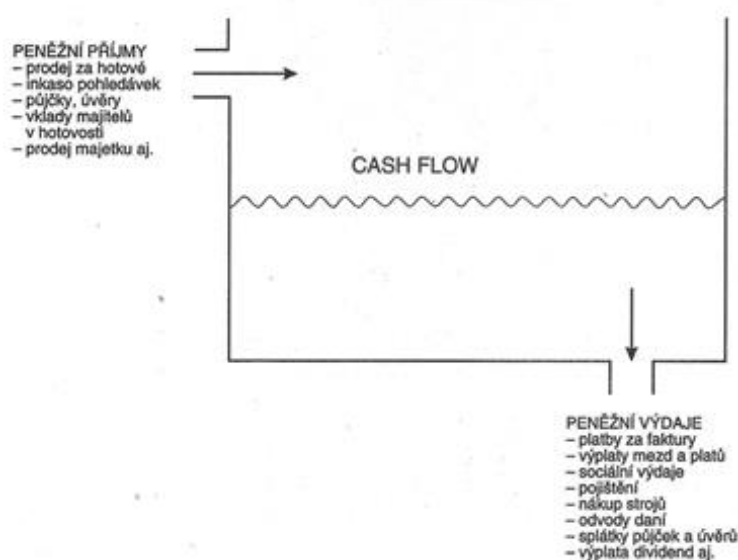 PENĚŽNÍ PŘÍJMY
– prodej za hotově
– inkaso pohledávek
– půjčky, úvěry
– vklady majitelů
v hotovosti
– prodej majetku aj.
CASH FLOW
PENĚŽNÍ VÝDAJE
– platby za faktury
– výplaty mezd a platů
– sociální výdaje
– pojištění
– nákup strojů
– odvody daní
– splátky půjček a úvěrů
– výplata dividend aj.